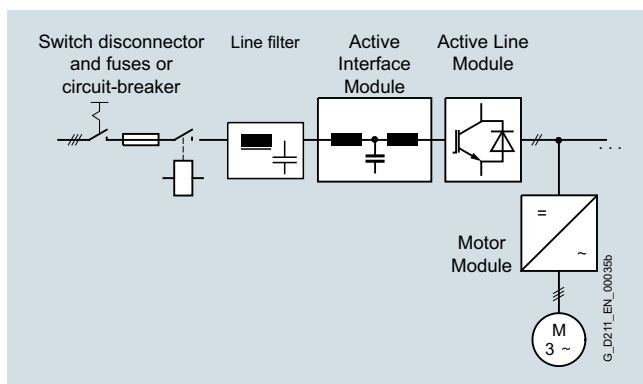 Switch disconnector
and fuses or
circuit-breaker
Line filter
Active
Interface
Module
Active Line
Module
. . .
Motor
Module
=
~
M
3 ~
G_D211_EN_00035b